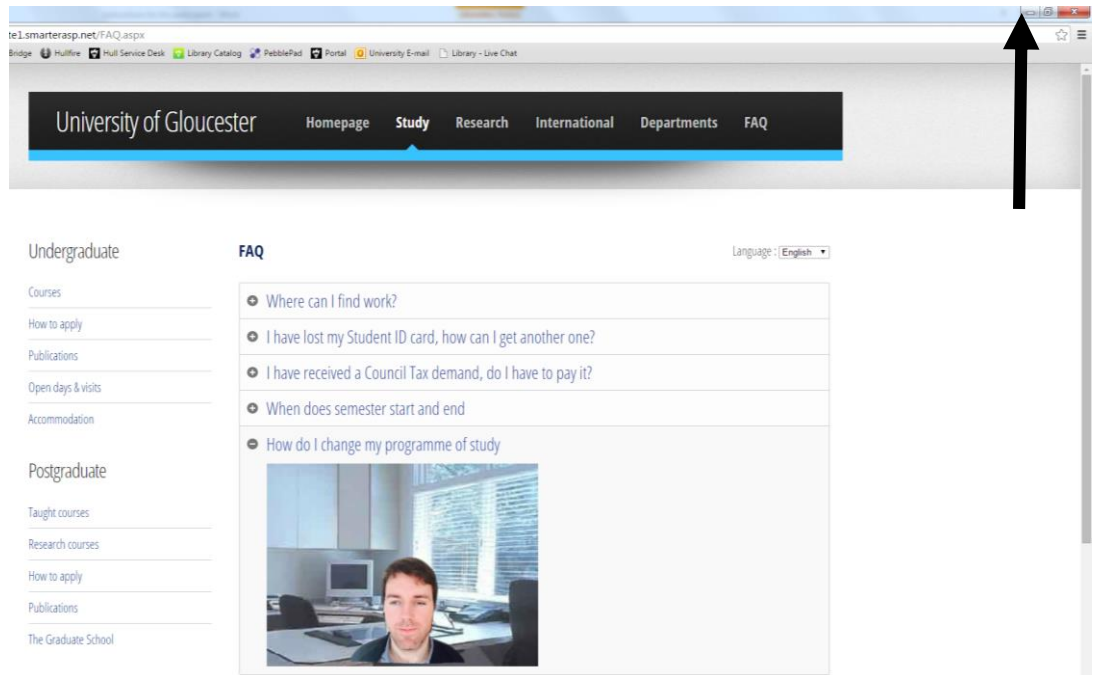 te1.smarterasp.net/FAQ.aspx
Bridge Hullfire Hull Service Desk Library Catalog PebblePad Portal University E-mail Library - Live Chat
University of Gloucester Homepage Study Research International Departments FAQ
Undergraduate
Courses
How to apply
Publications
Open days & visits
Accommodation
Postgraduate
Taught courses
Research courses
How to apply
Publications
The Graduate School
FAQ
Language : English
Where can I find work?
I have lost my Student ID card, how can I get another one?
I have received a Council Tax demand, do I have to pay it?
When does semester start and end
How do I change my programme of study